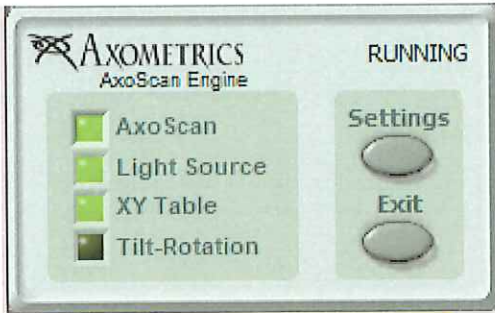 AXOMETRICS
AxoScan Engine
RUNNING
AxoScan
Light Source
XY Table
Tilt-Rotation
Settings
Exit